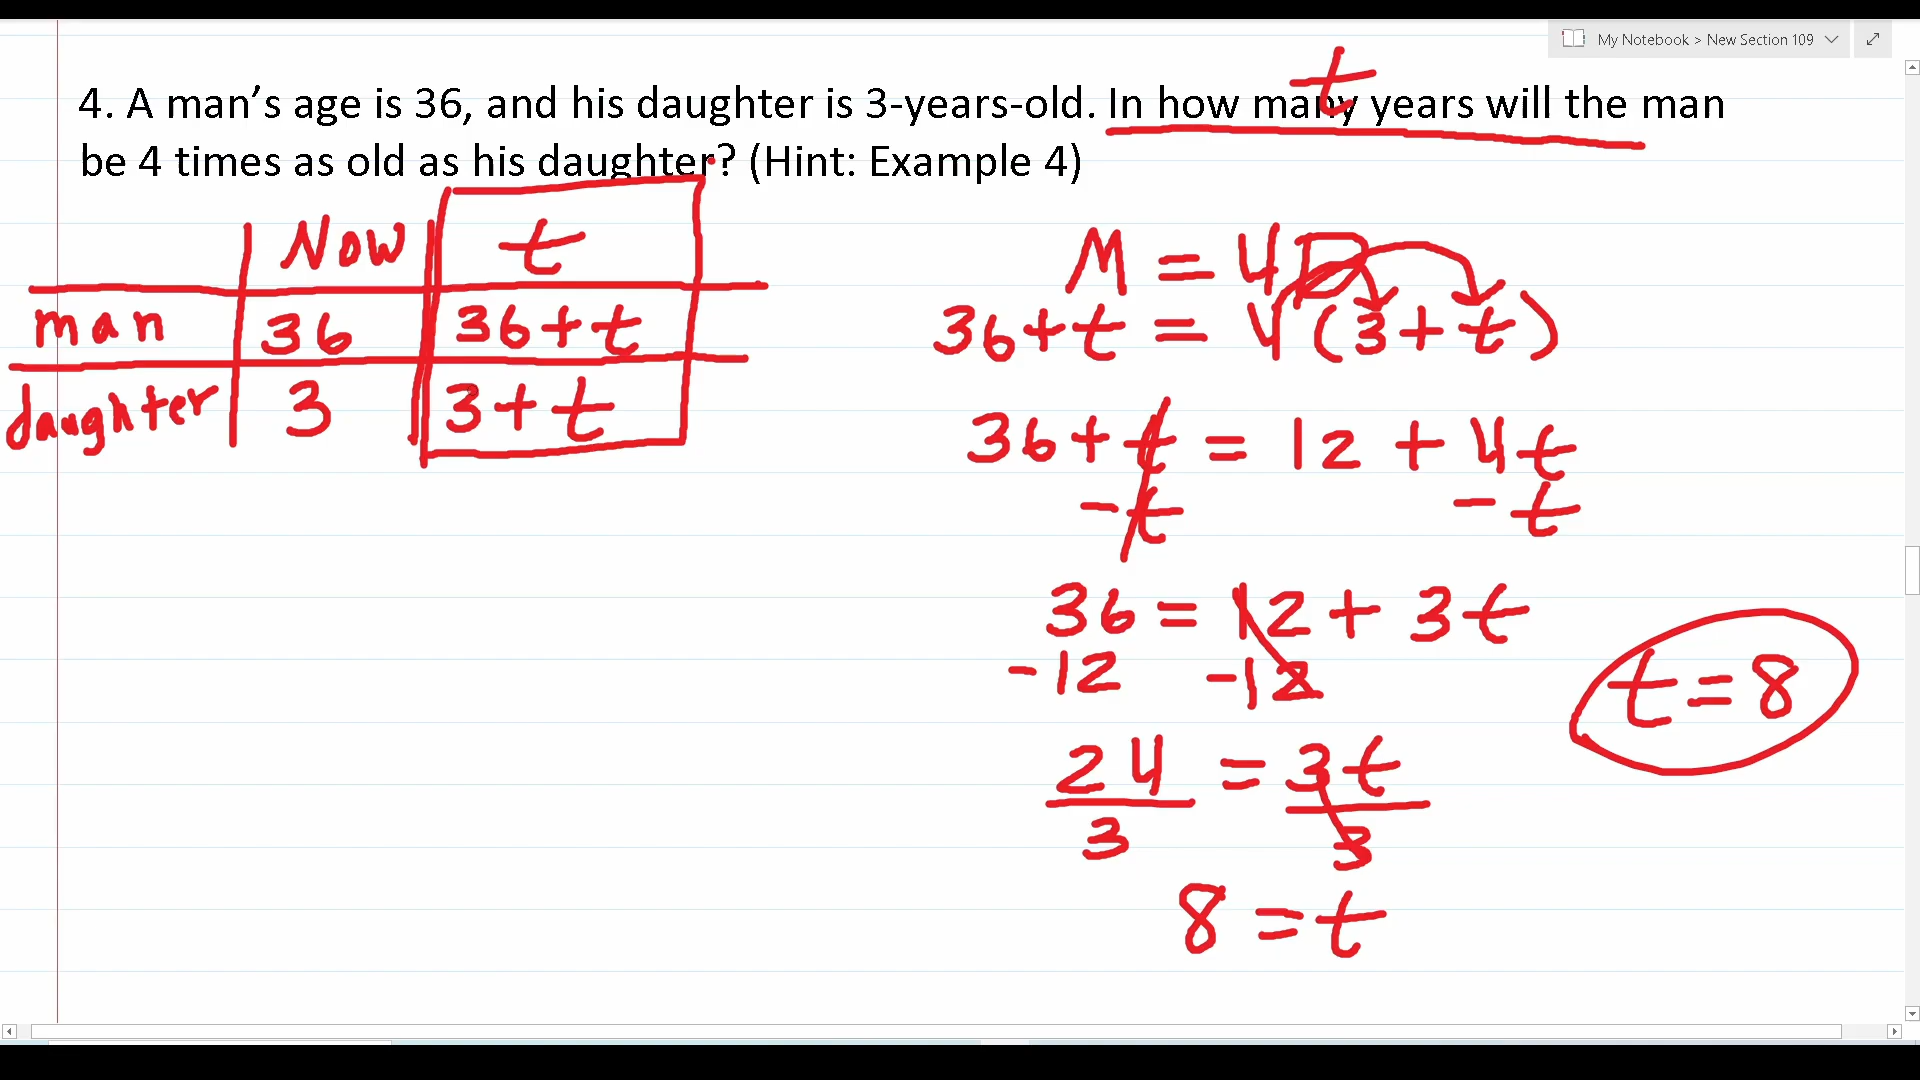 My Notebook > New Section 109
t
4. A man’s age is 36, and his daughter is 3-years-old. In how many years will the man
be 4 times as old as his daughter? (Hint: Example 4)
Now t
man 36 36+t
daughter 3 3+t
M = 4D
36+t = 4(3+t)
36+t = 12 + 4t
-t -t
36 = 12 + 3t
-12 -12
t=8
24 = 3t
3 3
8 = t